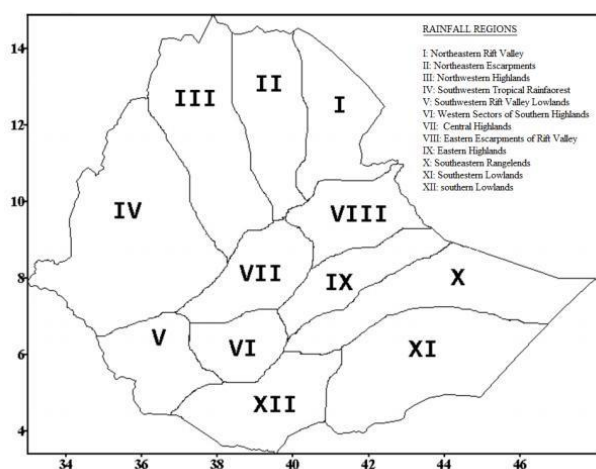 RAINFALL REGIONS
I: Northeastern Rift Valley
II: Northeastern Escarpments
III: Northwestern Highlands
IV: Southwestern Tropical Rainfaorest
V: Southwestern Rift Valley Lowlands
VI: Western Sectors of Southern Highlands
VII: Central Highlands
VIII: Eastern Escarpments of Rift Valley
IX: Eastern Highlands
X: Southeastern Rangelends
XI: Southestern Lowlands
XII: southern Lowlands
14
12
10
8
6
4
III
II
I
IV
VIII
VII
IX
X
V
VI
XI
XII
34 36 38 40 42 44 46